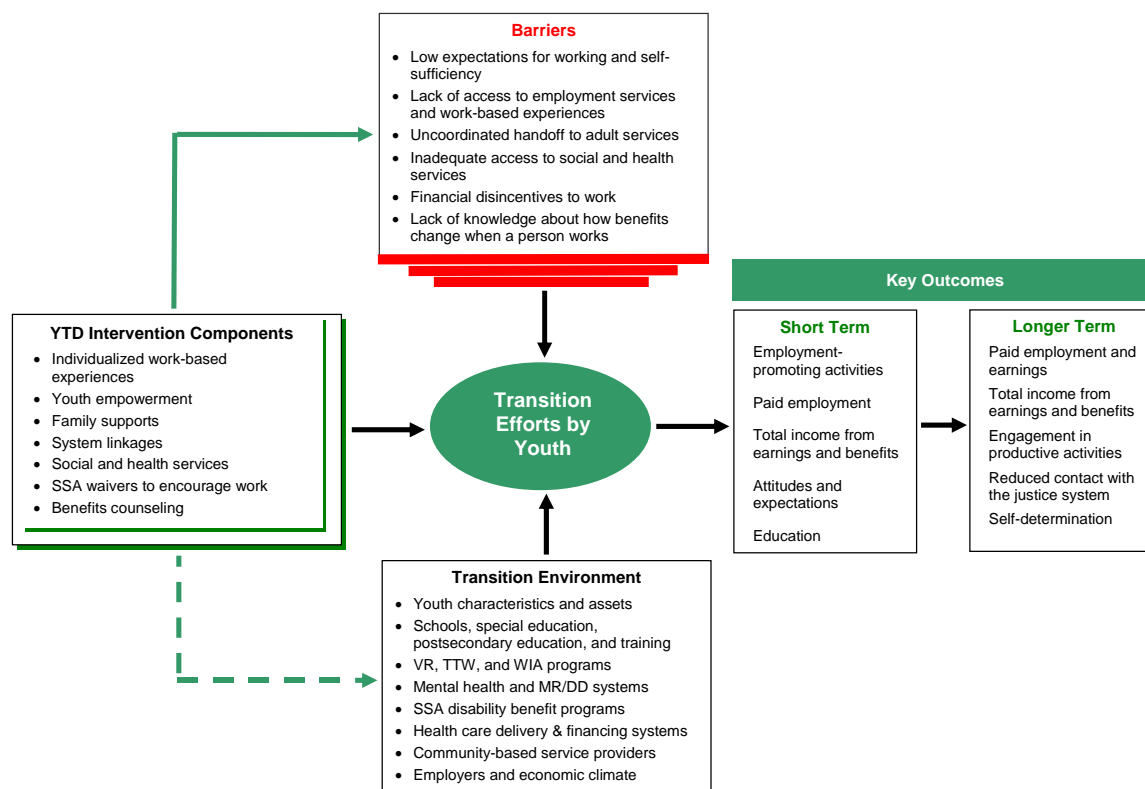 Barriers
• Low expectations for working and self-
sufficiency
• Lack of access to employment services
and work-based experiences
• Uncoordinated handoff to adult services
• Inadequate access to social and health
services
• Financial disincentives to work
• Lack of knowledge about how benefits
change when a person works
YTD Intervention Components
• Individualized work-based
experiences
• Youth empowerment
• Family supports
• System linkages
• Social and health services
• SSA waivers to encourage work
• Benefits counseling
Transition
Efforts by
Youth
Key Outcomes
Short Term
Employment-
promoting activities
Paid employment
Total income from
earnings and benefits
Attitudes and
expectations
Education
Longer Term
Paid employment and
earnings
Total income from
earnings and benefits
Engagement in
productive activities
Reduced contact with
the justice system
Self-determination
Transition Environment
• Youth characteristics and assets
• Schools, special education,
postsecondary education, and training
• VR, TTW, and WIA programs
• Mental health and MR/DD systems
• SSA disability benefit programs
• Health care delivery & financing systems
• Community-based service providers
• Employers and economic climate